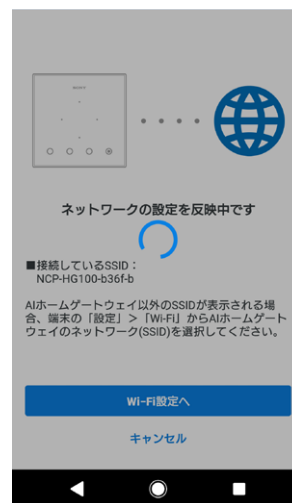 ネットワークの設定を反映中です
■接続しているSSID：
NCP-HG100-b36f-b
AIホームゲートウェイ以外のSSIDが表示される場
合、端末の「設定」>「Wi-Fi」からAIホームゲート
ウェイのネットワーク(SSID)を選択してください。
Wi-Fi設定へ
キャンセル